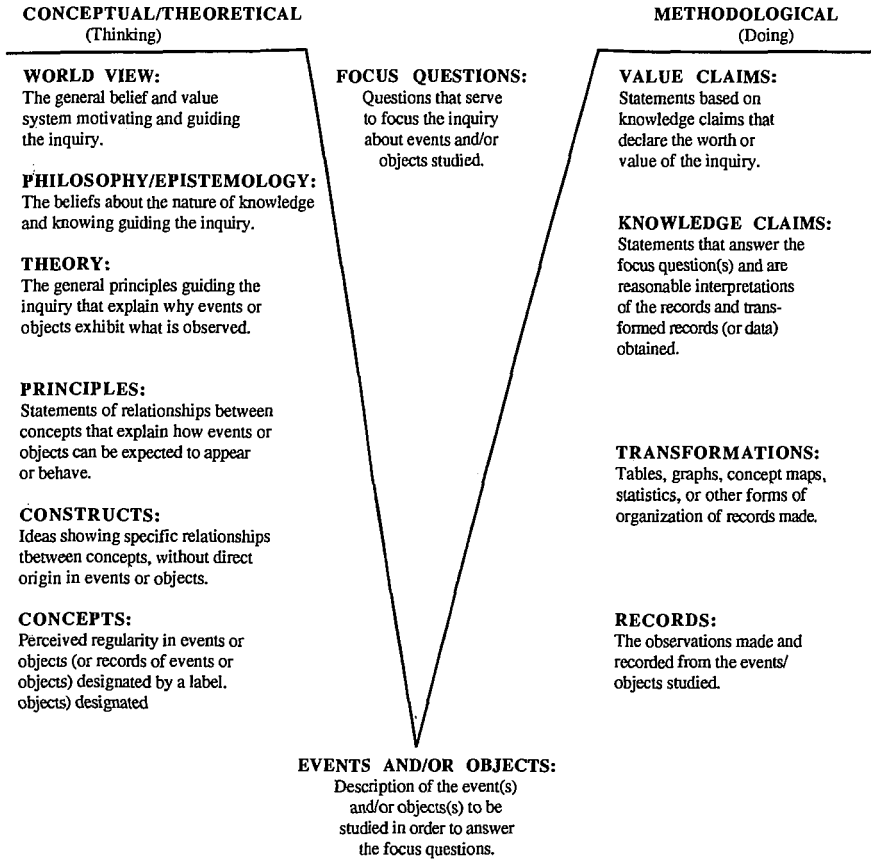 CONCEPTUAL/THEORETICAL
(Thinking)
WORLD VIEW:
The general belief and value
system motivating and guiding
the inquiry.
PHILOSOPHY/EPISTEMOLOGY:
The beliefs about the nature of knowledge
and knowing guiding the inquiry.
THEORY:
The general principles guiding the
inquiry that explain why events or
objects exhibit what is observed.
PRINCIPLES:
Statements of relationships between
concepts that explain how events or
objects can be expected to appear
or behave.
CONSTRUCTS:
Ideas showing specific relationships
tbetween concepts, without direct
origin in events or objects.
CONCEPTS:
Perceived regularity in events or
objects (or records of events or
objects) designated by a label.
objects) designated
FOCUS QUESTIONS:
Questions that serve
to focus the inquiry
about events and/or
objects studied.
METHODOLOGICAL
(Doing)
VALUE CLAIMS:
Statements based on
knowledge claims that
declare the worth or
value of the inquiry.
KNOWLEDGE CLAIMS:
Statements that answer the
focus question(s) and are
reasonable interpretations
of the records and trans-
formed records (or data)
obtained.
TRANSFORMATIONS:
Tables, graphs, concept maps,
statistics, or other forms of
organization of records made.
RECORDS:
The observations made and
recorded from the events/
objects studied.
EVENTS AND/OR OBJECTS:
Description of the event(s)
and/or objects(s) to be
studied in order to answer
the focus questions.